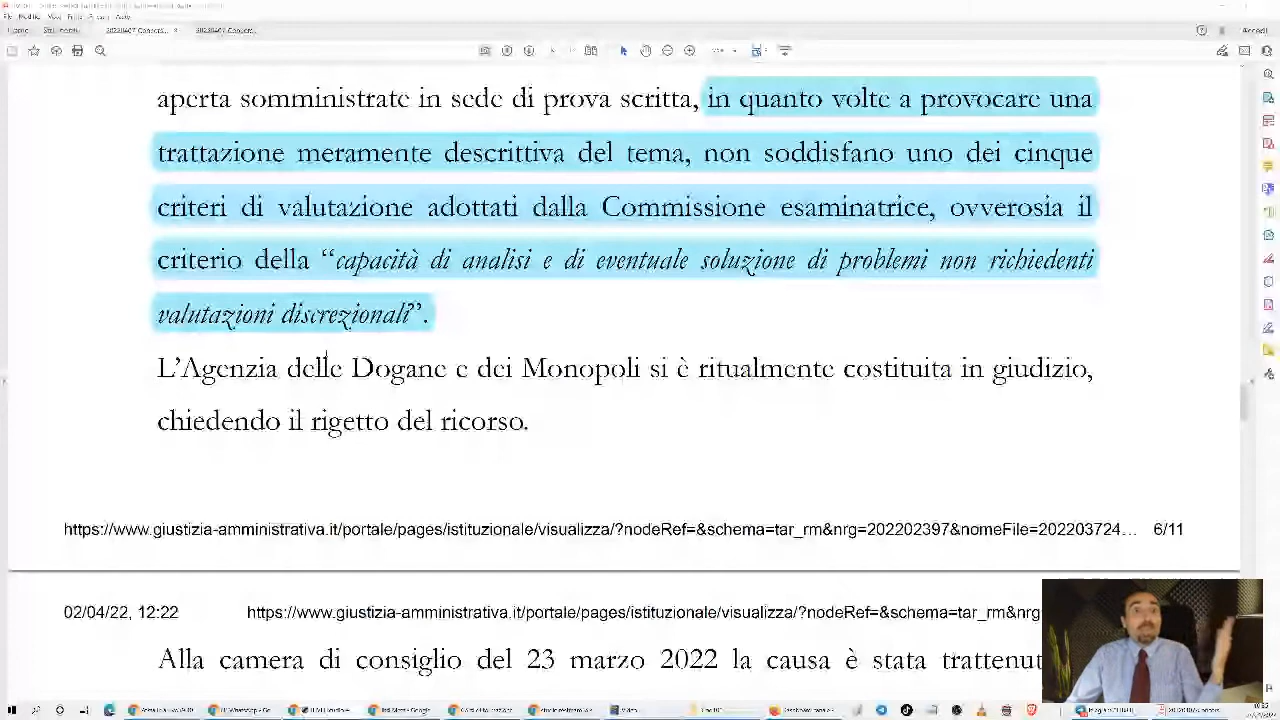 aperta somministrate in sede di prova scritta, in quanto volte a provocare una
trattazione meramente descrittiva del tema, non soddisfano uno dei cinque
criteri di valutazione adottati dalla Commissione esaminatrice, ovverosia il
criterio della “capacità di analisi e di eventuale soluzione di problemi non richiedenti
valutazioni discrezionali”.
L’Agenzia delle Dogane e dei Monopoli si è ritualmente costituita in giudizio,
chiedendo il rigetto del ricorso.
https://www.giustizia-amministrativa.it/portale/pages/istituzionale/visualizza/?nodeRef=&schema=tar_rm&nrg=202202397&nomeFile=202203724… 6/11
02/04/22, 12:22 https://www.giustizia-amministrativa.it/portale/pages/istituzionale/visualizza/?nodeRef=&schema=tar_rm&nrg
Alla camera di consiglio del 23 marzo 2022 la causa è stata trattenut